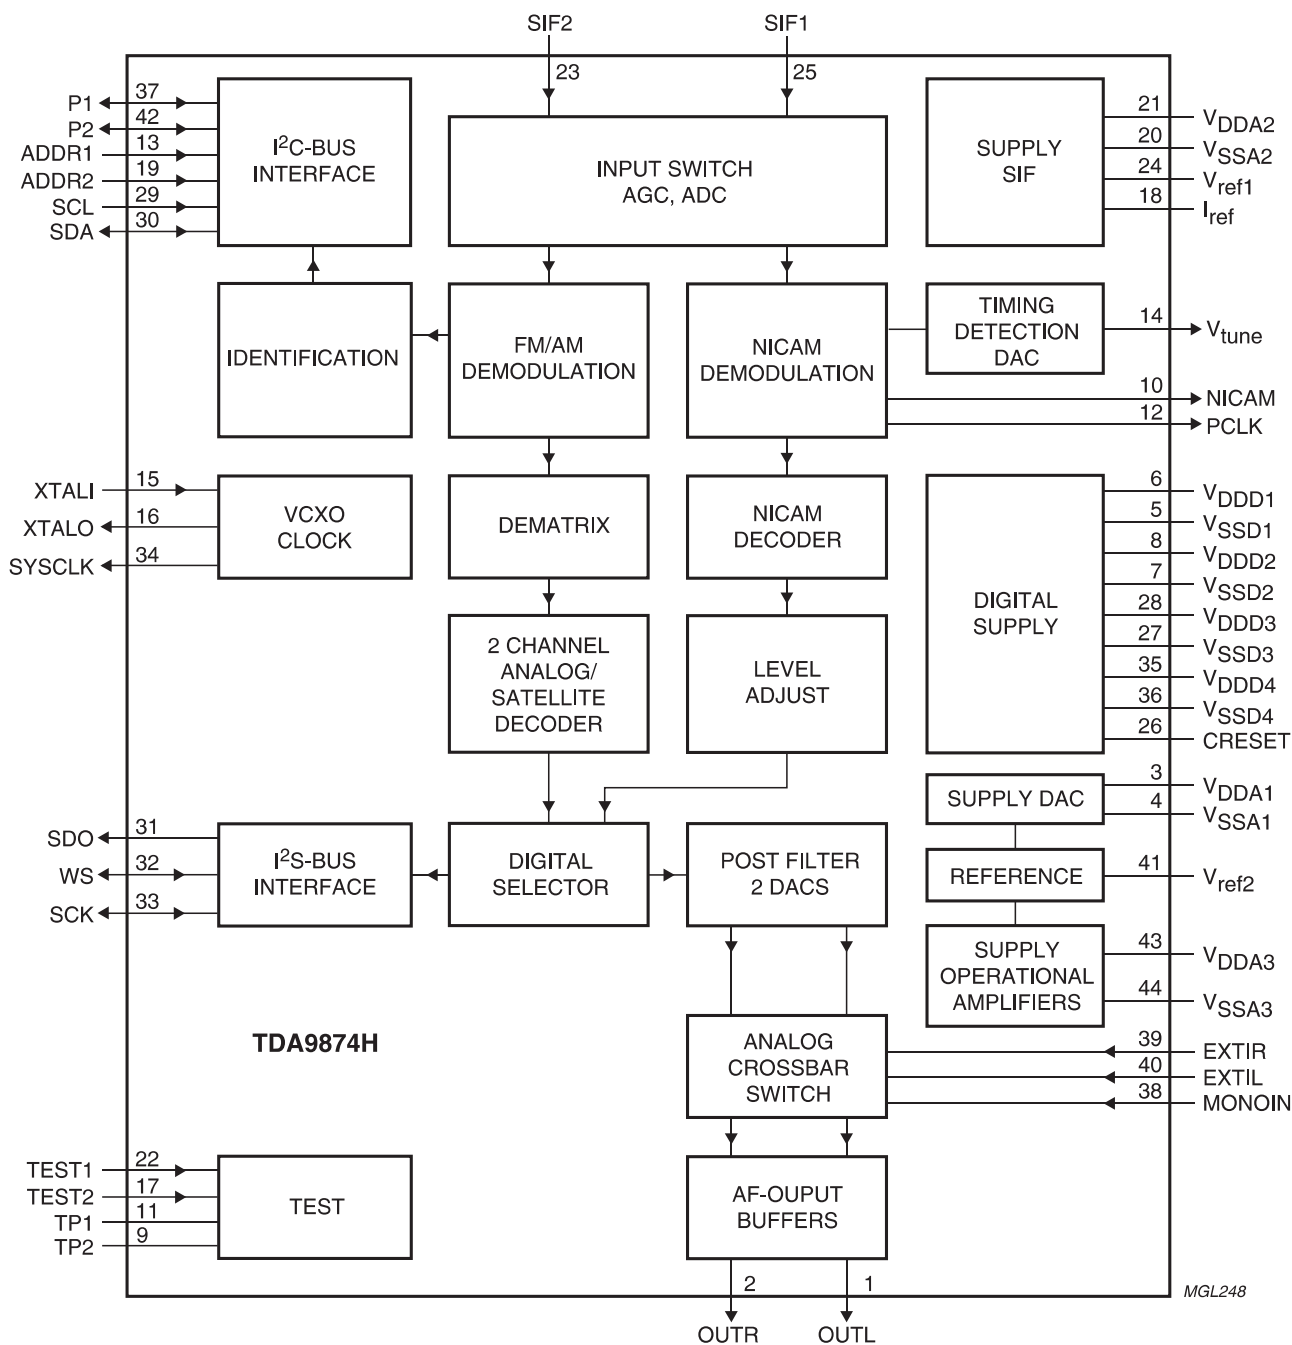 SIF2
SIF1
23
25
P1
37
P2
42
ADDR1
13
ADDR2
19
SCL
29
SDA
30
I2C-BUS
INTERFACE
INPUT SWITCH
AGC, ADC
SUPPLY
SIF
21
VDDA2
20
VSSA2
24
Vref1
18
Iref
IDENTIFICATION
FM/AM
DEMODULATION
NICAM
DEMODULATION
TIMING
DETECTION
DAC
14
Vtune
10
NICAM
12
PCLK
XTALI
15
XTALO
16
SYSCLK
34
VCXO
CLOCK
DEMATRIX
NICAM
DECODER
DIGITAL
SUPPLY
6
VDDD1
5
VSSD1
8
VDDD2
7
VSSD2
28
VDDD3
27
VSSD3
35
VDDD4
36
VSSD4
26
CRESET
2 CHANNEL
ANALOG/
SATELLITE
DECODER
LEVEL
ADJUST
SUPPLY DAC
3
VDDA1
4
VSSA1
SDO
31
WS
32
SCK
33
I2S-BUS
INTERFACE
DIGITAL
SELECTOR
POST FILTER
2 DACS
REFERENCE
41
Vref2
SUPPLY
OPERATIONAL
AMPLIFIERS
43
VDDA3
44
VSSA3
TDA9874H
ANALOG
CROSSBAR
SWITCH
39
EXTIR
40
EXTIL
38
MONOIN
TEST1
22
TEST2
17
TP1
11
TP2
9
TEST
AF-OUPUT
BUFFERS
2
1
OUTR
OUTL
MGL248